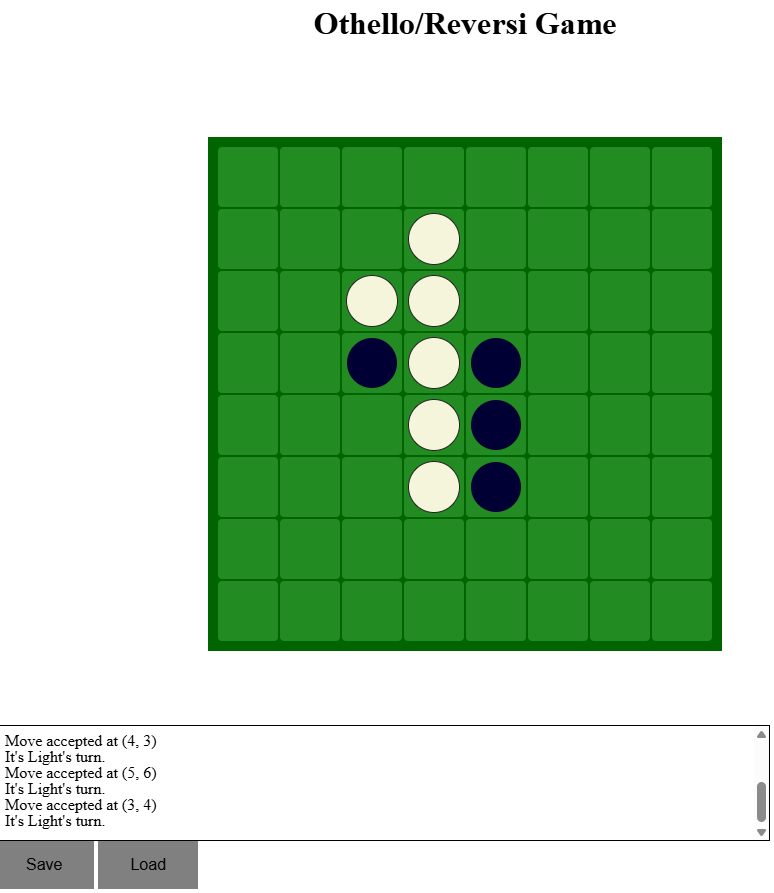 Othello/Reversi Game
Move accepted at (4, 3)
It's Light's turn.
Move accepted at (5, 6)
It's Light's turn.
Move accepted at (3, 4)
It's Light's turn.
Save Load